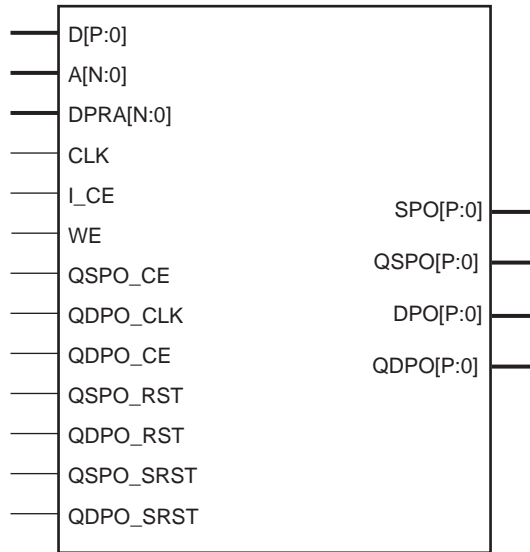 D[P:0]
A[N:0]
DPRA[N:0]
CLK
I_CE
WE
QSPO_CE
QDPO_CLK
QDPO_CE
QSPO_RST
QDPO_RST
QSPO_SRST
QDPO_SRST
SPO[P:0]
QSPO[P:0]
DPO[P:0]
QDPO[P:0]